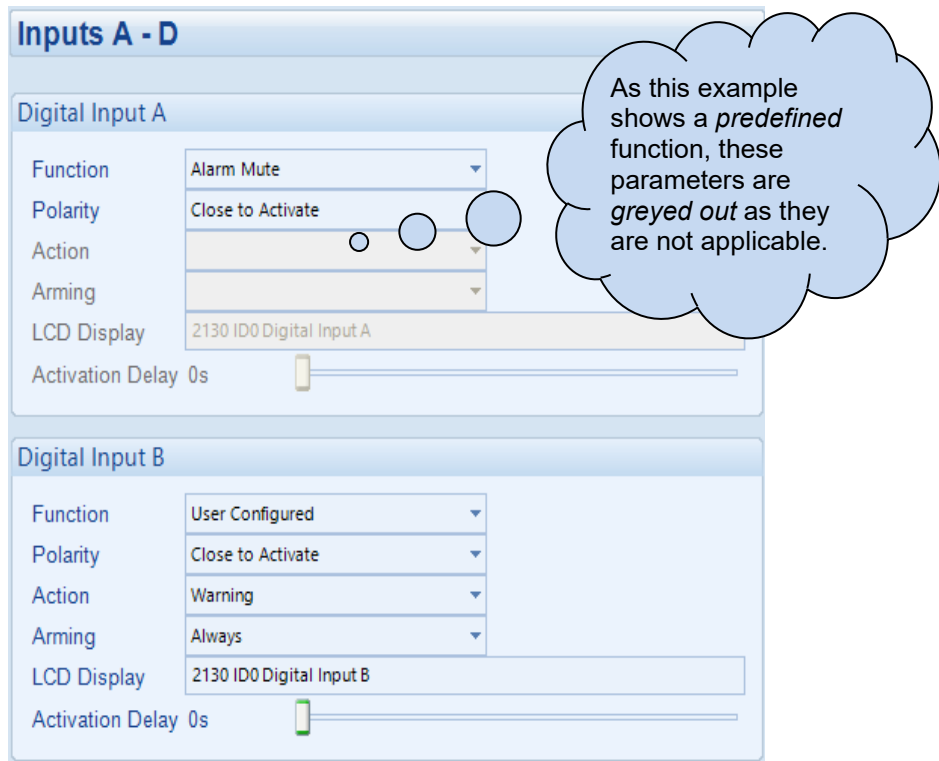 Inputs A - D
As this example
shows a predefined
function, these
parameters are
greyed out as they
are not applicable.
Digital Input A
Function Alarm Mute
Polarity Close to Activate
Action
Arming
LCD Display 2130 ID0 Digital Input A
Activation Delay 0s
Digital Input B
Function User Configured
Polarity Close to Activate
Action Warning
Arming Always
LCD Display 2130 ID0 Digital Input B
Activation Delay 0s